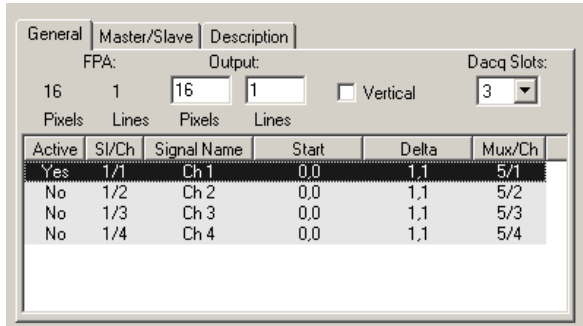 General Master/Slave Description
FPA: Output: Dacq Slots:
16 1 16 1 Vertical 3
Pixels Lines Pixels Lines
Active Sl/Ch Signal Name Start Delta Mux/Ch
Yes 1/1 Ch 1 0,0 1,1 5/1
No 1/2 Ch 2 0,0 1,1 5/2
No 1/3 Ch 3 0,0 1,1 5/3
No 1/4 Ch 4 0,0 1,1 5/4